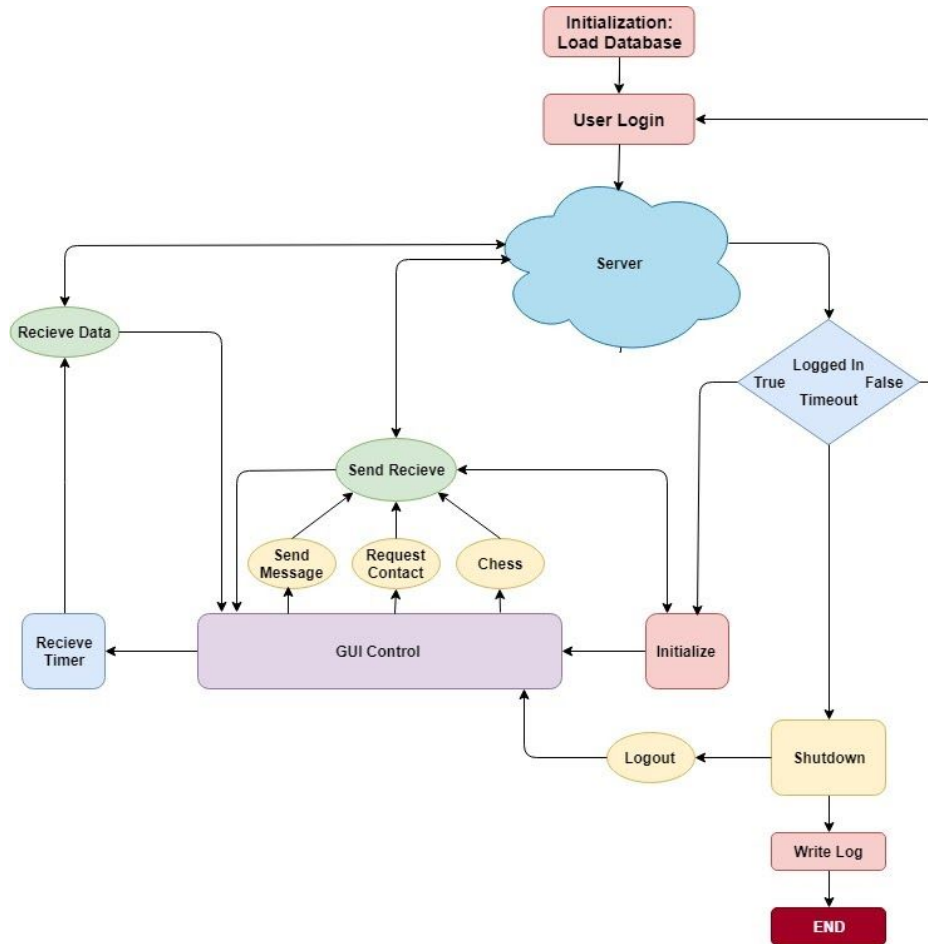 Initialization:
Load Database
User Login
Server
Recieve Data
Logged In
True
False
Timeout
Send Recieve
Send
Message
Request
Contact
Chess
Recieve
Timer
GUI Control
Initialize
Logout
Shutdown
Write Log
END